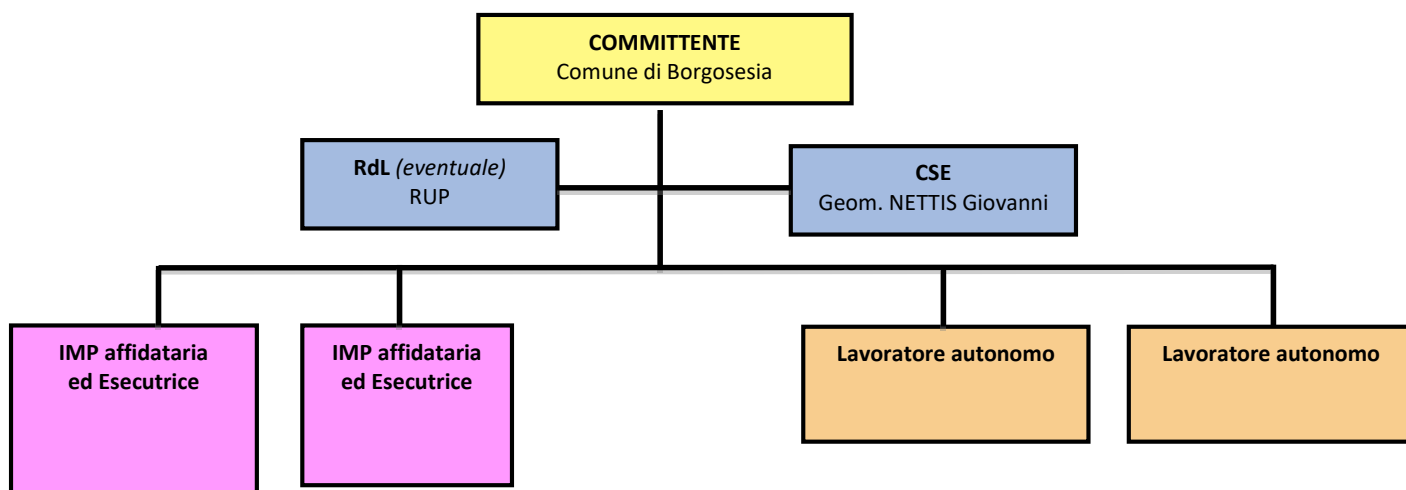 COMMITTENTE
Comune di Borgosesia
RdL (eventuale)
RUP
CSE
Geom. NETTIS Giovanni
IMP affidataria
ed Esecutrice
IMP affidataria
ed Esecutrice
Lavoratore autonomo
Lavoratore autonomo